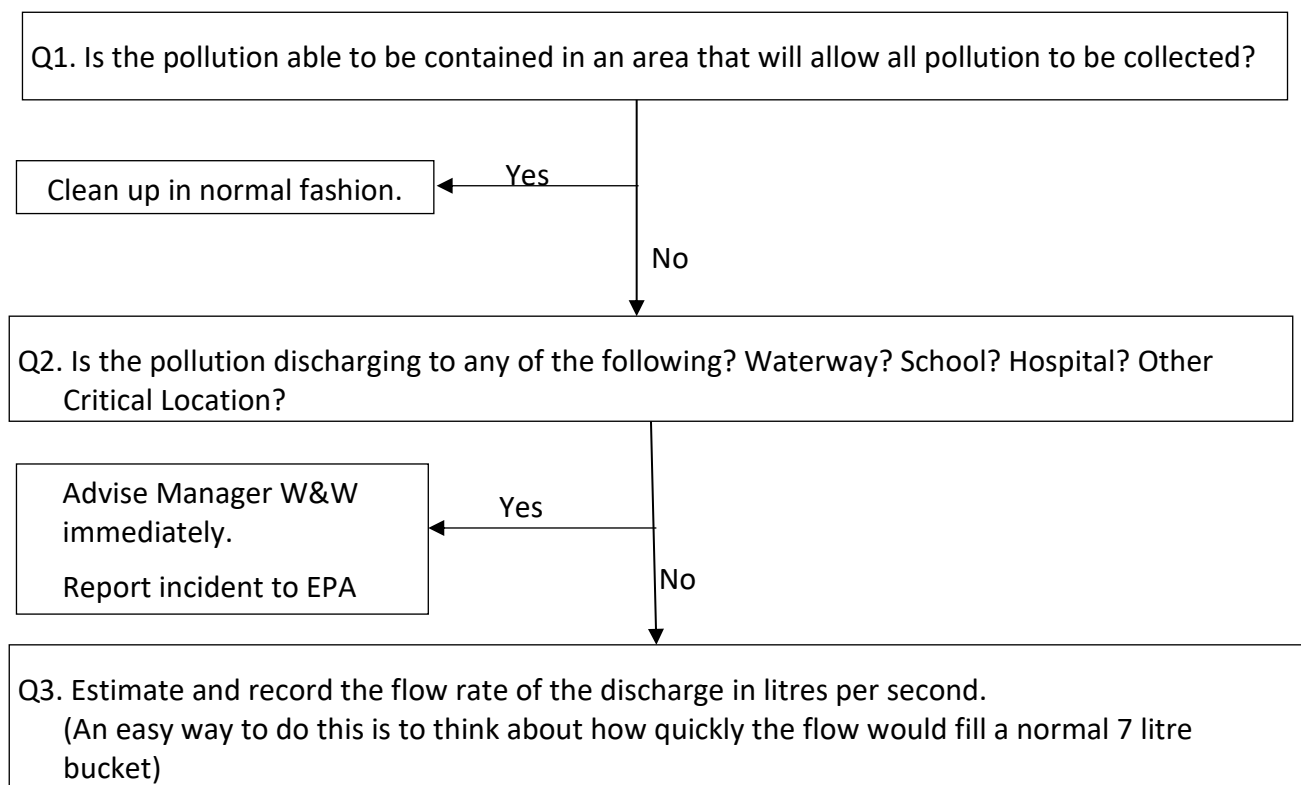 Q1. Is the pollution able to be contained in an area that will allow all pollution to be collected?
Yes
Clean up in normal fashion.
No
Q2. Is the pollution discharging to any of the following? Waterway? School? Hospital? Other
Critical Location?
Advise Manager W&W
immediately.
Report incident to EPA
Yes
No
Q3. Estimate and record the flow rate of the discharge in litres per second.
(An easy way to do this is to think about how quickly the flow would fill a normal 7 litre
bucket)